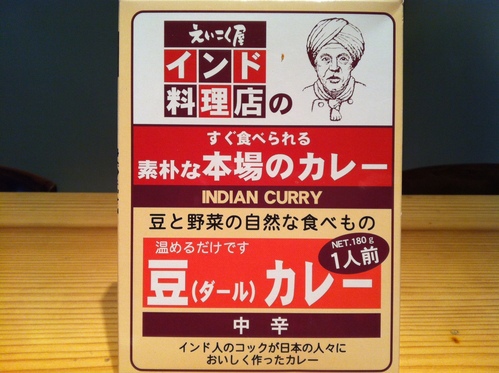 えいこく屋
インド
料理店の
すぐ食べられる
素朴な本場のカレー
INDIAN CURRY
豆と野菜の自然な食べもの
温めるだけです
NET.180g
1人前
豆(ダール)カレー
中辛
インド人のコックが日本の人々に
おいしく作ったカレー